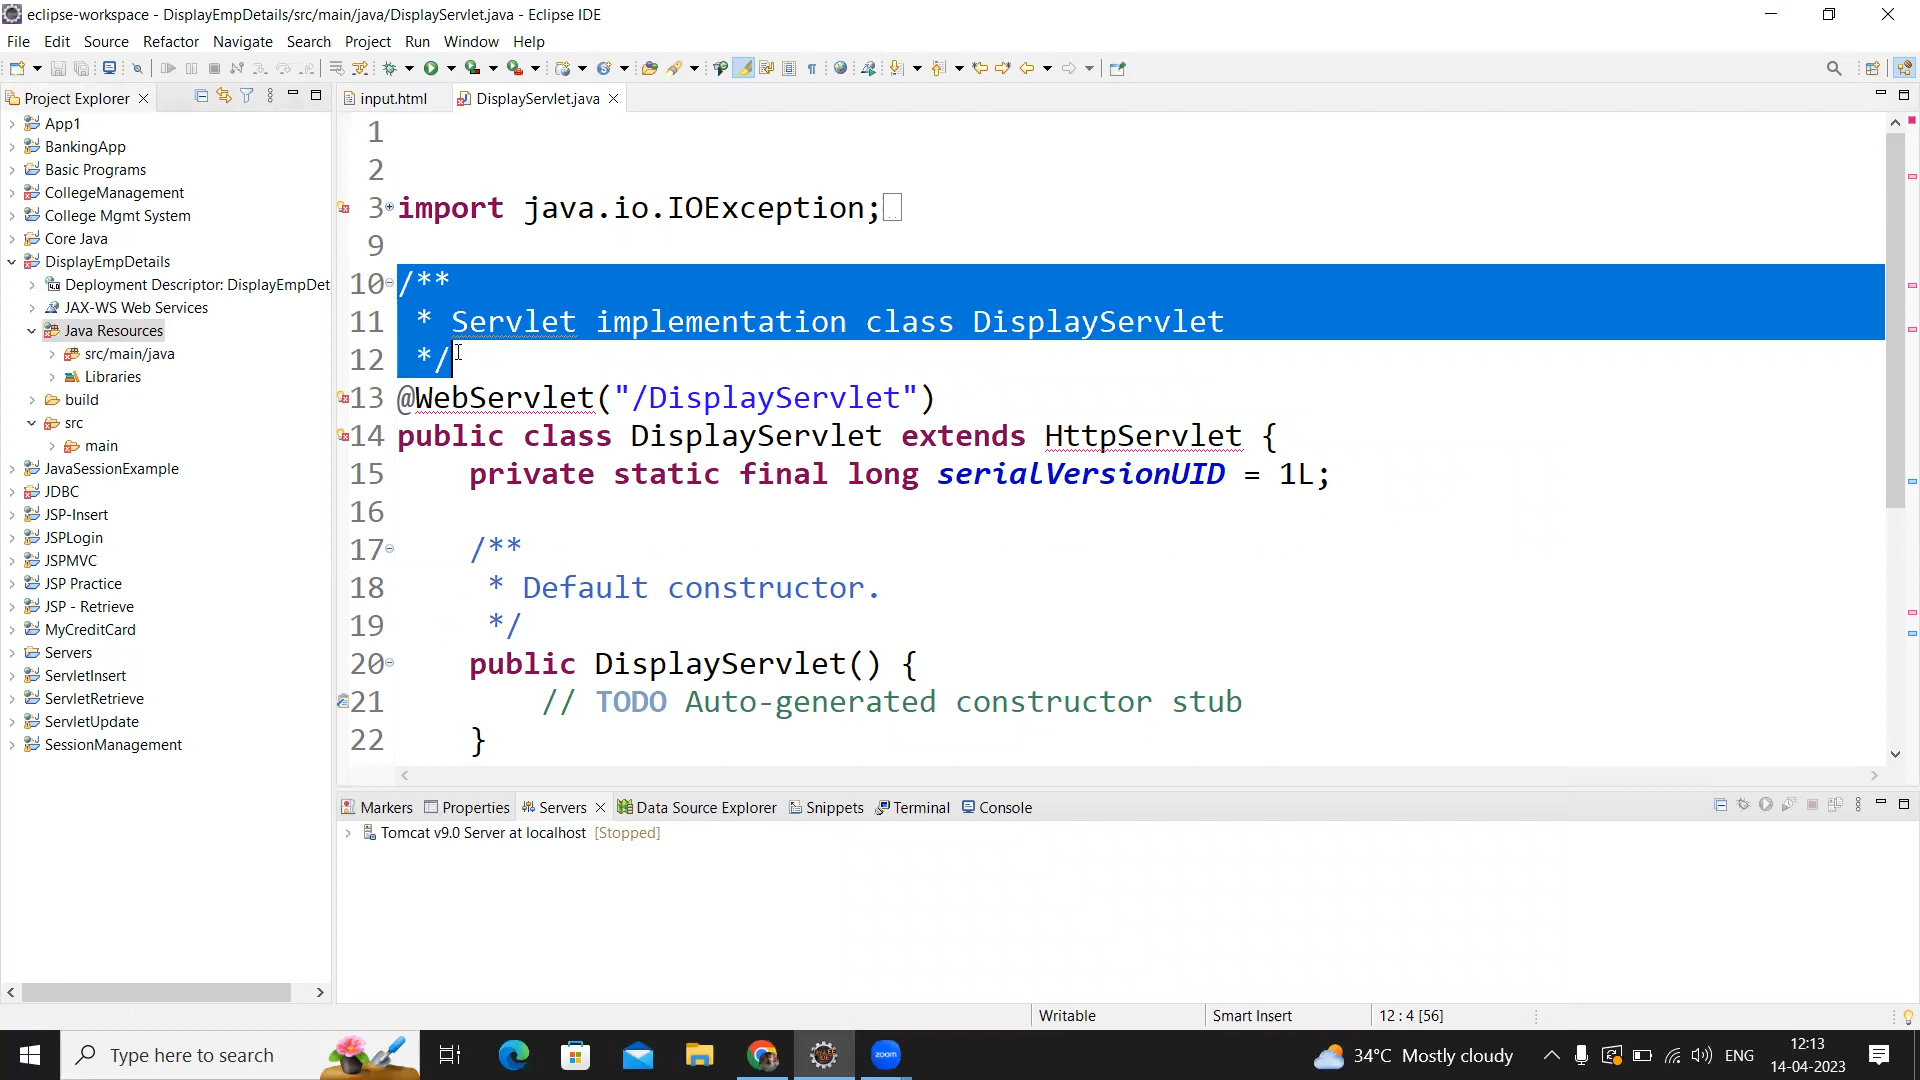 eclipse-workspace - DisplayEmpDetails/src/main/java/DisplayServlet.java - Eclipse IDE
File Edit Source Refactor Navigate Search Project Run Window Help
Project Explorer
App1
BankingApp
Basic Programs
CollegeManagement
College Mgmt System
Core Java
DisplayEmpDetails
Deployment Descriptor: DisplayEmpDet
JAX-WS Web Services
Java Resources
src/main/java
Libraries
build
src
main
JavaSessionExample
JDBC
JSP-Insert
JSPLogin
JSPMVC
JSP Practice
JSP - Retrieve
MyCreditCard
Servers
ServletInsert
ServletRetrieve
ServletUpdate
SessionManagement
input.html DisplayServlet.java
1
2
3 import java.io.IOException;
9
10 /**
11 * Servlet implementation class DisplayServlet
12 */
13 @WebServlet("/DisplayServlet")
14 public class DisplayServlet extends HttpServlet {
15 private static final long serialVersionUID = 1L;
16
17 /**
18 * Default constructor.
19 */
20 public DisplayServlet() {
21 // TODO Auto-generated constructor stub
22 }
Markers Properties Servers Data Source Explorer Snippets Terminal Console
Tomcat v9.0 Server at localhost [Stopped]
Writable Smart Insert 12 : 4 [56]
Type here to search
zoom
34°C Mostly cloudy
ENG
12:13
14-04-2023